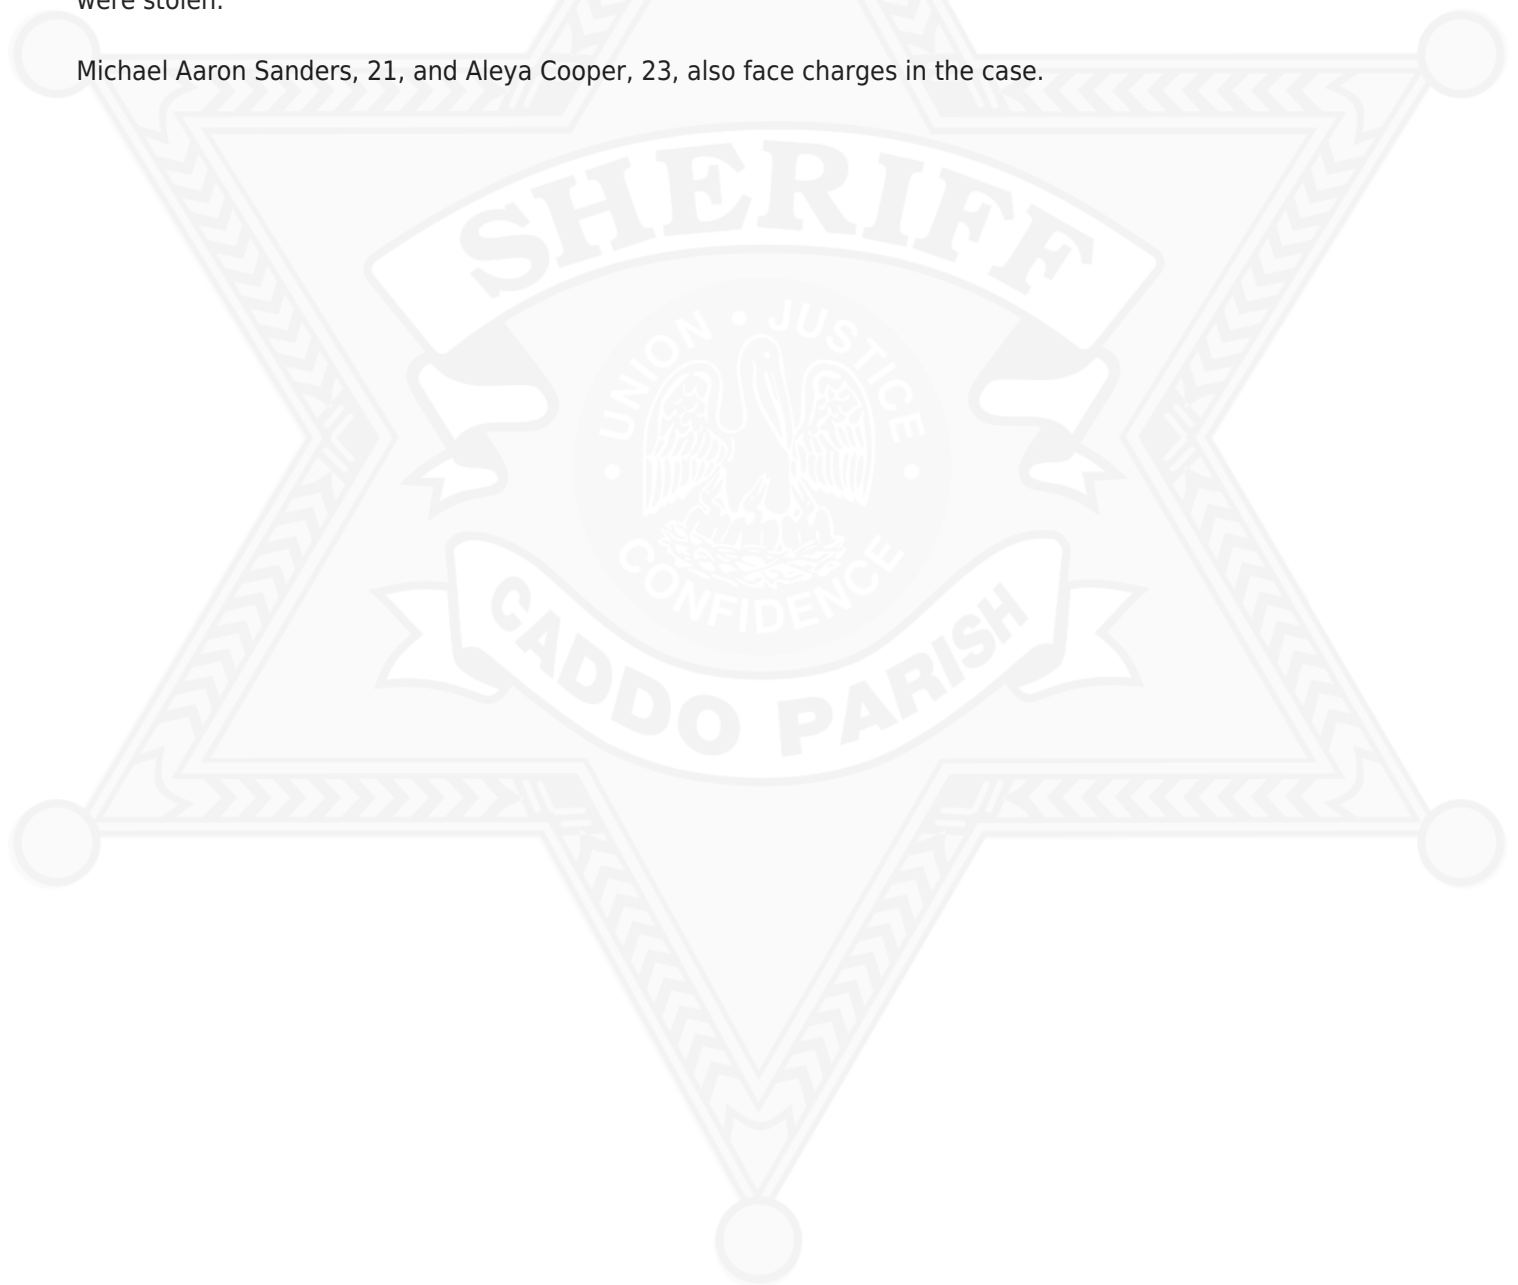 were stolen.
Michael Aaron Sanders, 21, and Aleya Cooper, 23, also face charges in the case.
SHERIFF
UNION • JUSTICE
CONFIDENCE
CADDO PARISH